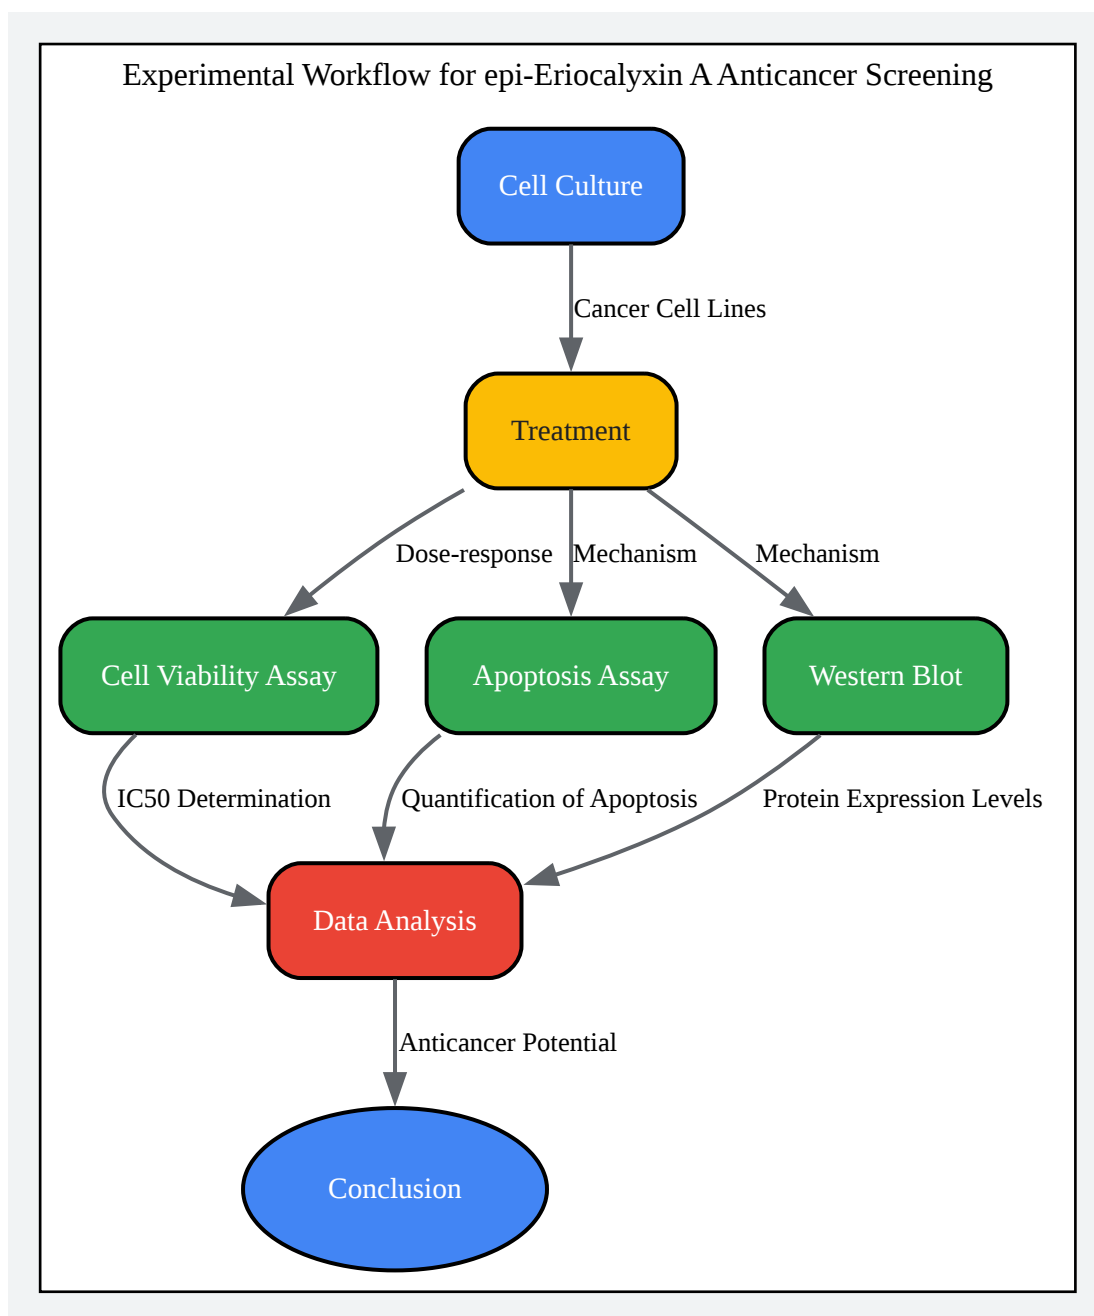 Experimental Workflow for epi-Eriocalyxin A Anticancer Screening
Cell Culture
Cancer Cell Lines
Treatment
Dose-response
Mechanism
Mechanism
Cell Viability Assay
Apoptosis Assay
Western Blot
IC50 Determination
Quantification of Apoptosis
Protein Expression Levels
Data Analysis
Anticancer Potential
Conclusion